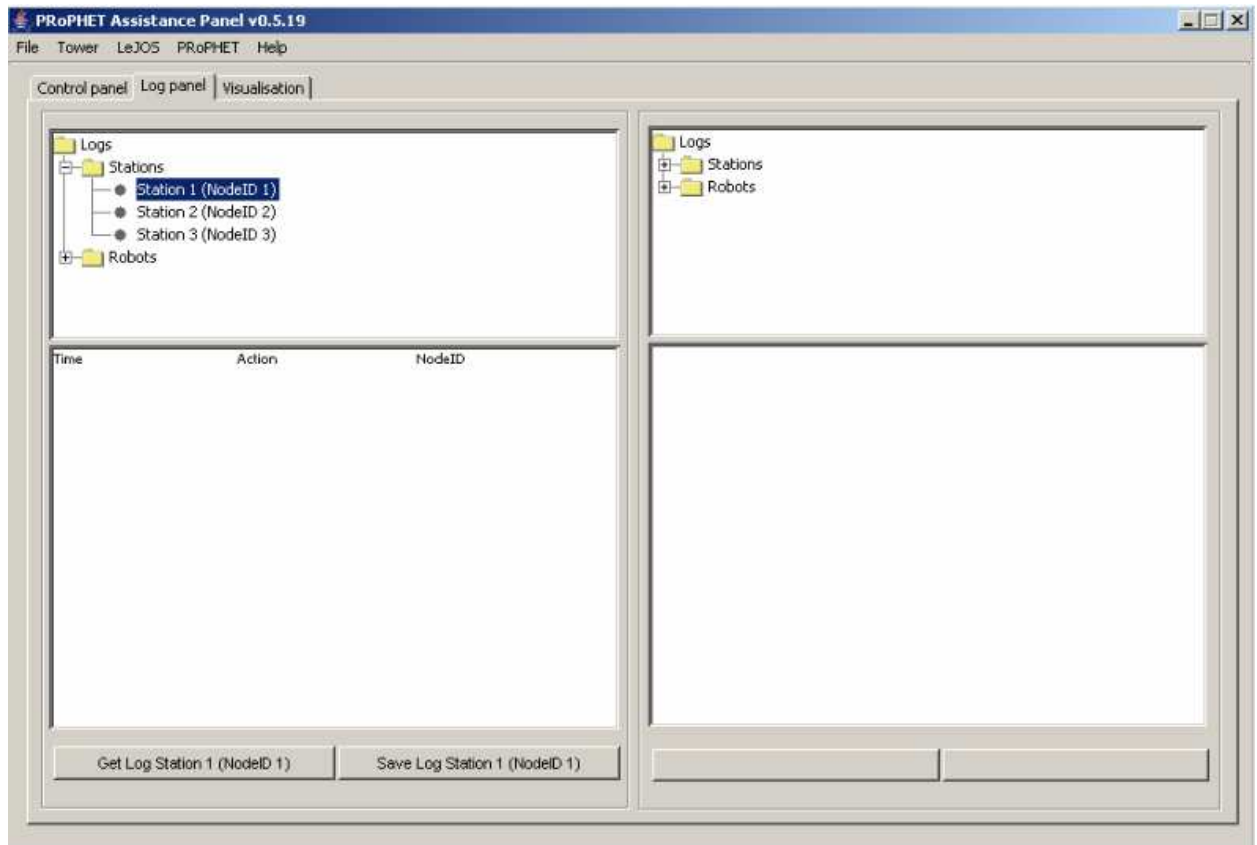 PRoPHET Assistance Panel v0.5.19
File Tower LeJOS PRoPHET Help
Control panel Log panel Visualisation
Logs
Stations
Station 1 (NodeID 1)
Station 2 (NodeID 2)
Station 3 (NodeID 3)
Robots
Time Action NodeID
Get Log Station 1 (NodeID 1) Save Log Station 1 (NodeID 1)
Logs
Stations
Robots